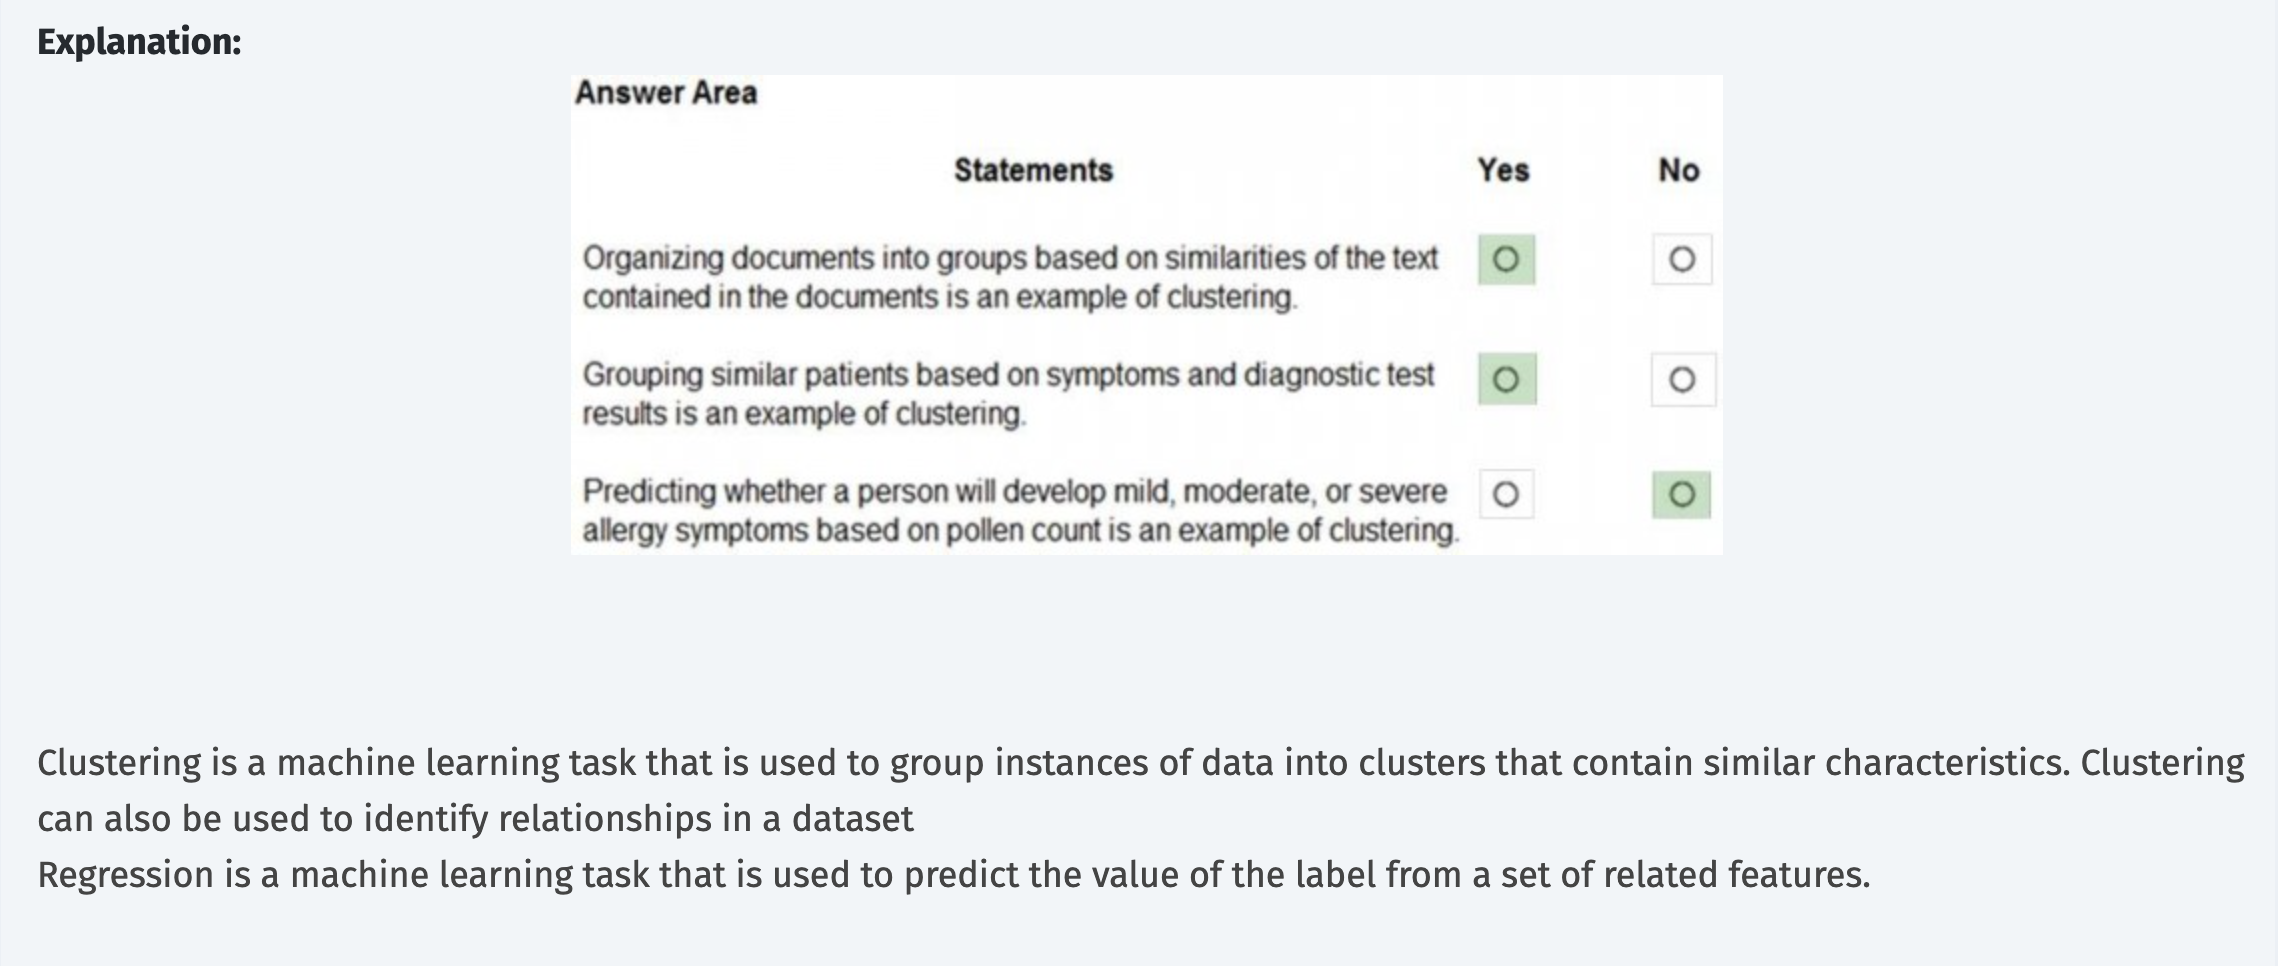 Explanation:
Answer Area
Statements Yes No
Organizing documents into groups based on similarities of the text
contained in the documents is an example of clustering.
Grouping similar patients based on symptoms and diagnostic test
results is an example of clustering.
Predicting whether a person will develop mild, moderate, or severe
allergy symptoms based on pollen count is an example of clustering.
Clustering is a machine learning task that is used to group instances of data into clusters that contain similar characteristics. Clustering
can also be used to identify relationships in a dataset
Regression is a machine learning task that is used to predict the value of the label from a set of related features.